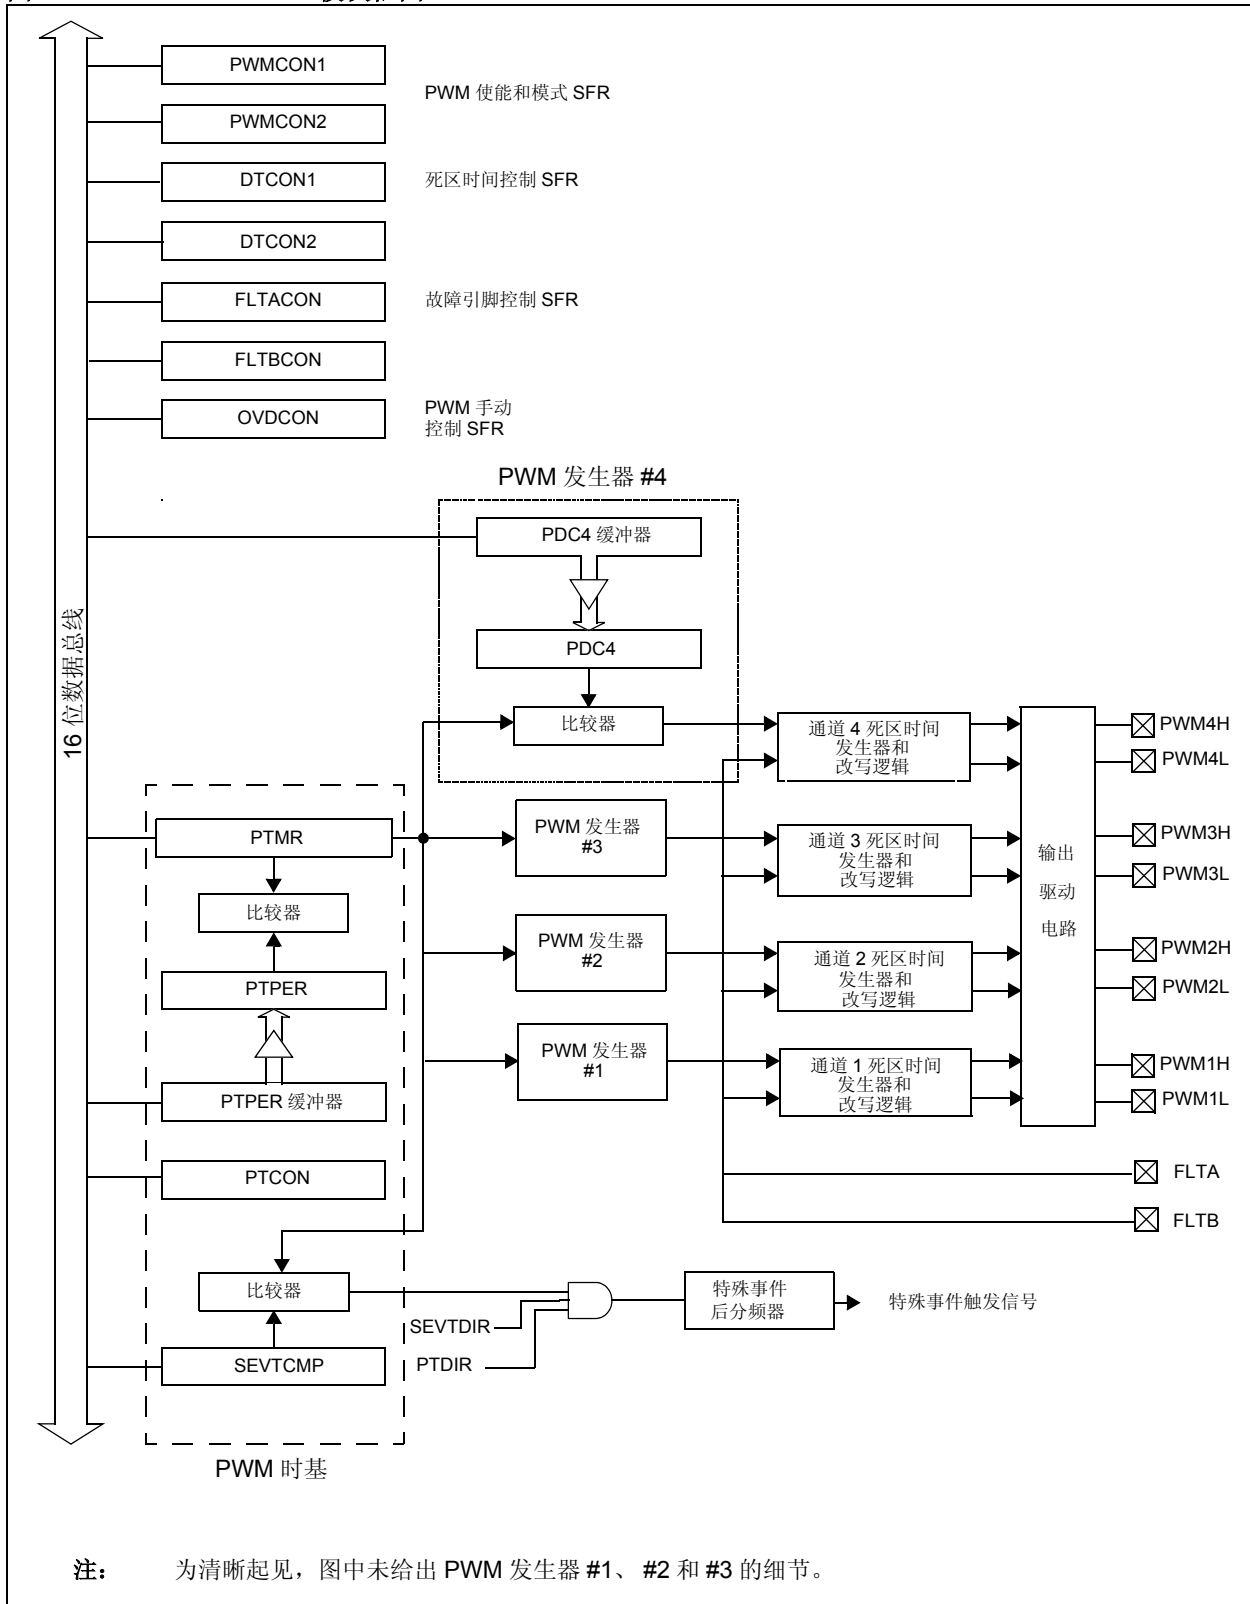 PWMCON1
PWM 使能和模式 SFR
PWMCON2
DTCON1
死区时间控制 SFR
DTCON2
FLTACON
故障引脚控制 SFR
FLTBCON
OVDCON
PWM 手动
控制 SFR
PWM 发生器 #4
PDC4 缓冲器
PDC4
比较器
16 位数据总线
通道 4 死区时间
发生器和
改写逻辑
PWM4H
PWM4L
PTMR
PWM 发生器
#3
通道 3 死区时间
发生器和
改写逻辑
输出
驱动
电路
PWM3H
PWM3L
比较器
PWM 发生器
#2
通道 2 死区时间
发生器和
改写逻辑
PWM2H
PWM2L
PTPER
PWM 发生器
#1
通道 1 死区时间
发生器和
改写逻辑
PWM1H
PWM1L
PTPER 缓冲器
PTCON
FLTA
FLTB
比较器
SEVTDIR
PTDIR
特殊事件
后分频器
特殊事件触发信号
SEVTCMP
PWM 时基
注： 为清晰起见，图中未给出 PWM 发生器 #1、 #2 和 #3 的细节。